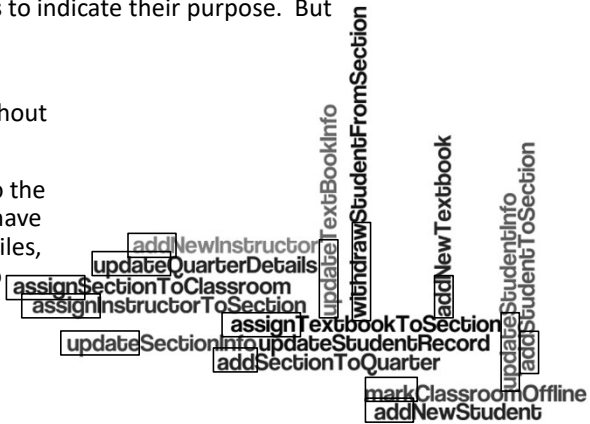 s to indicate their purpose.  But
hout
o the
have
iles,
withdrawStudentFromSection
updateTextBookInfo
addNewTextbook
updateStudentInfo
addStudentToSection
addNewInstructor
updateQuarterDetails
assignSectionToClassroom
assignInstructorToSection
assignTextbookToSection
updateSectionInfo
updateStudentRecord
addSectionToQuarter
markClassroomOffline
addNewStudent